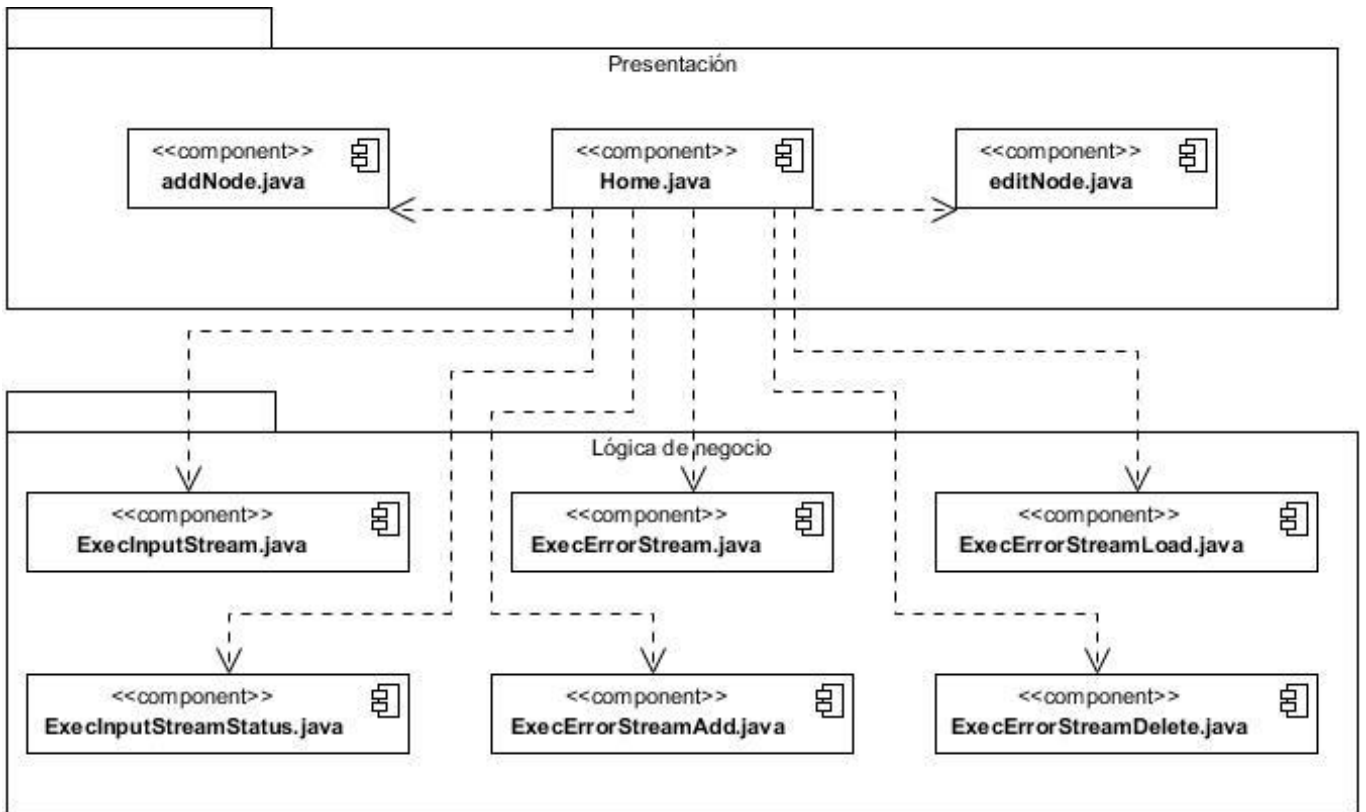 Presentación
<<component>>
addNode.java
<<component>>
Home.java
<<component>>
editNode.java
Lógica de negocio
<<component>>
ExecInputStream.java
<<component>>
ExecErrorStream.java
<<component>>
ExecErrorStreamLoad.java
<<component>>
ExecInputStreamStatus.java
<<component>>
ExecErrorStreamAdd.java
<<component>>
ExecErrorStreamDelete.java